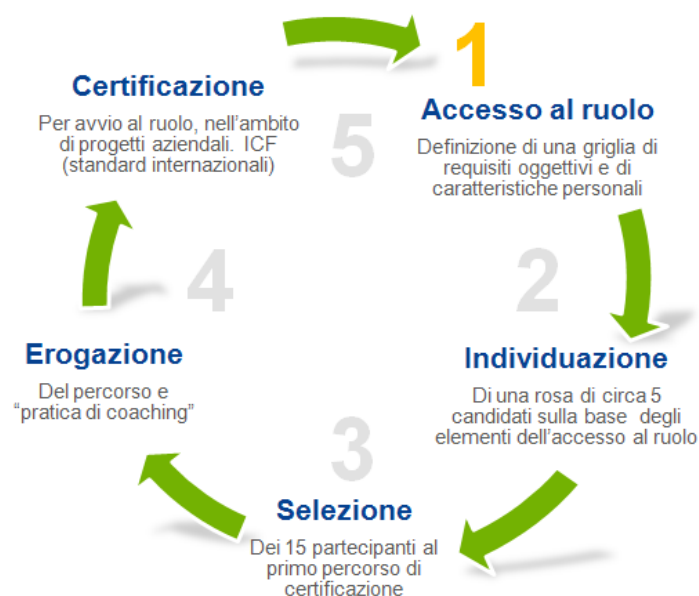 1
Accesso al ruolo
Definizione di una griglia di
requisiti oggettivi e di
caratteristiche personali
2
Individuazione
Di una rosa di circa 5
candidati sulla base degli
elementi dell’accesso al ruolo
3
Selezione
Dei 15 partecipanti al
primo percorso di
certificazione
4
Erogazione
Del percorso e
“pratica di coaching”
5
Certificazione
Per avvio al ruolo, nell’ambito
di progetti aziendali. ICF
(standard internazionali)